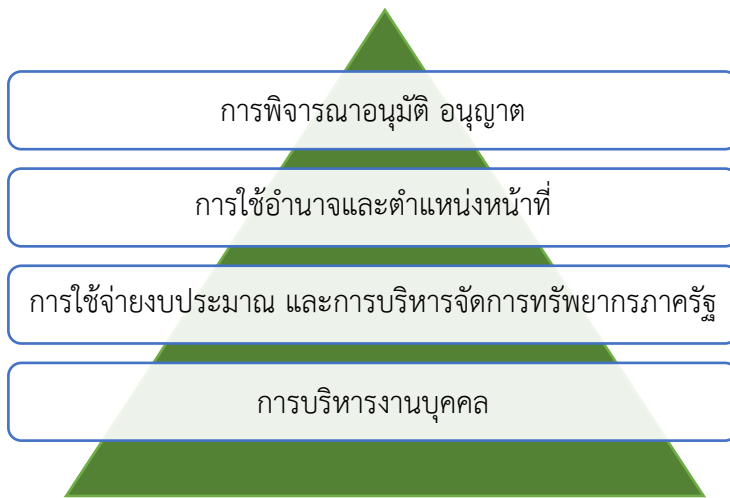 การพิจารณาอนุมัติ อนุญาต
การใช้อำนาจและตำแหน่งหน้าที่
การใช้จ่ายงบประมาณ และการบริหารจัดการทรัพยากรภาครัฐ
การบริหารงานบุคคล